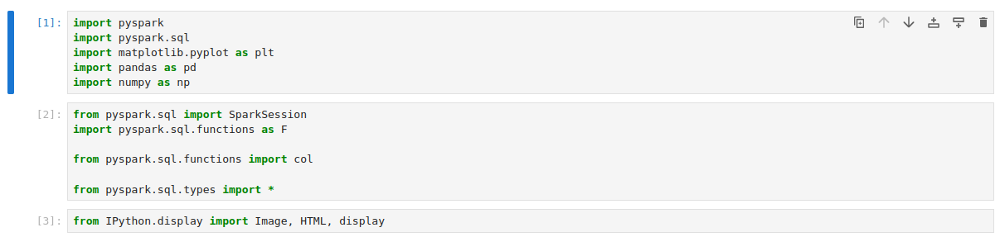 [1]: import pyspark
import pyspark.sql
import matplotlib.pyplot as plt
import pandas as pd
import numpy as np
[2]: from pyspark.sql import SparkSession
import pyspark.sql.functions as F
from pyspark.sql.functions import col
from pyspark.sql.types import *
[3]: from IPython.display import Image, HTML, display